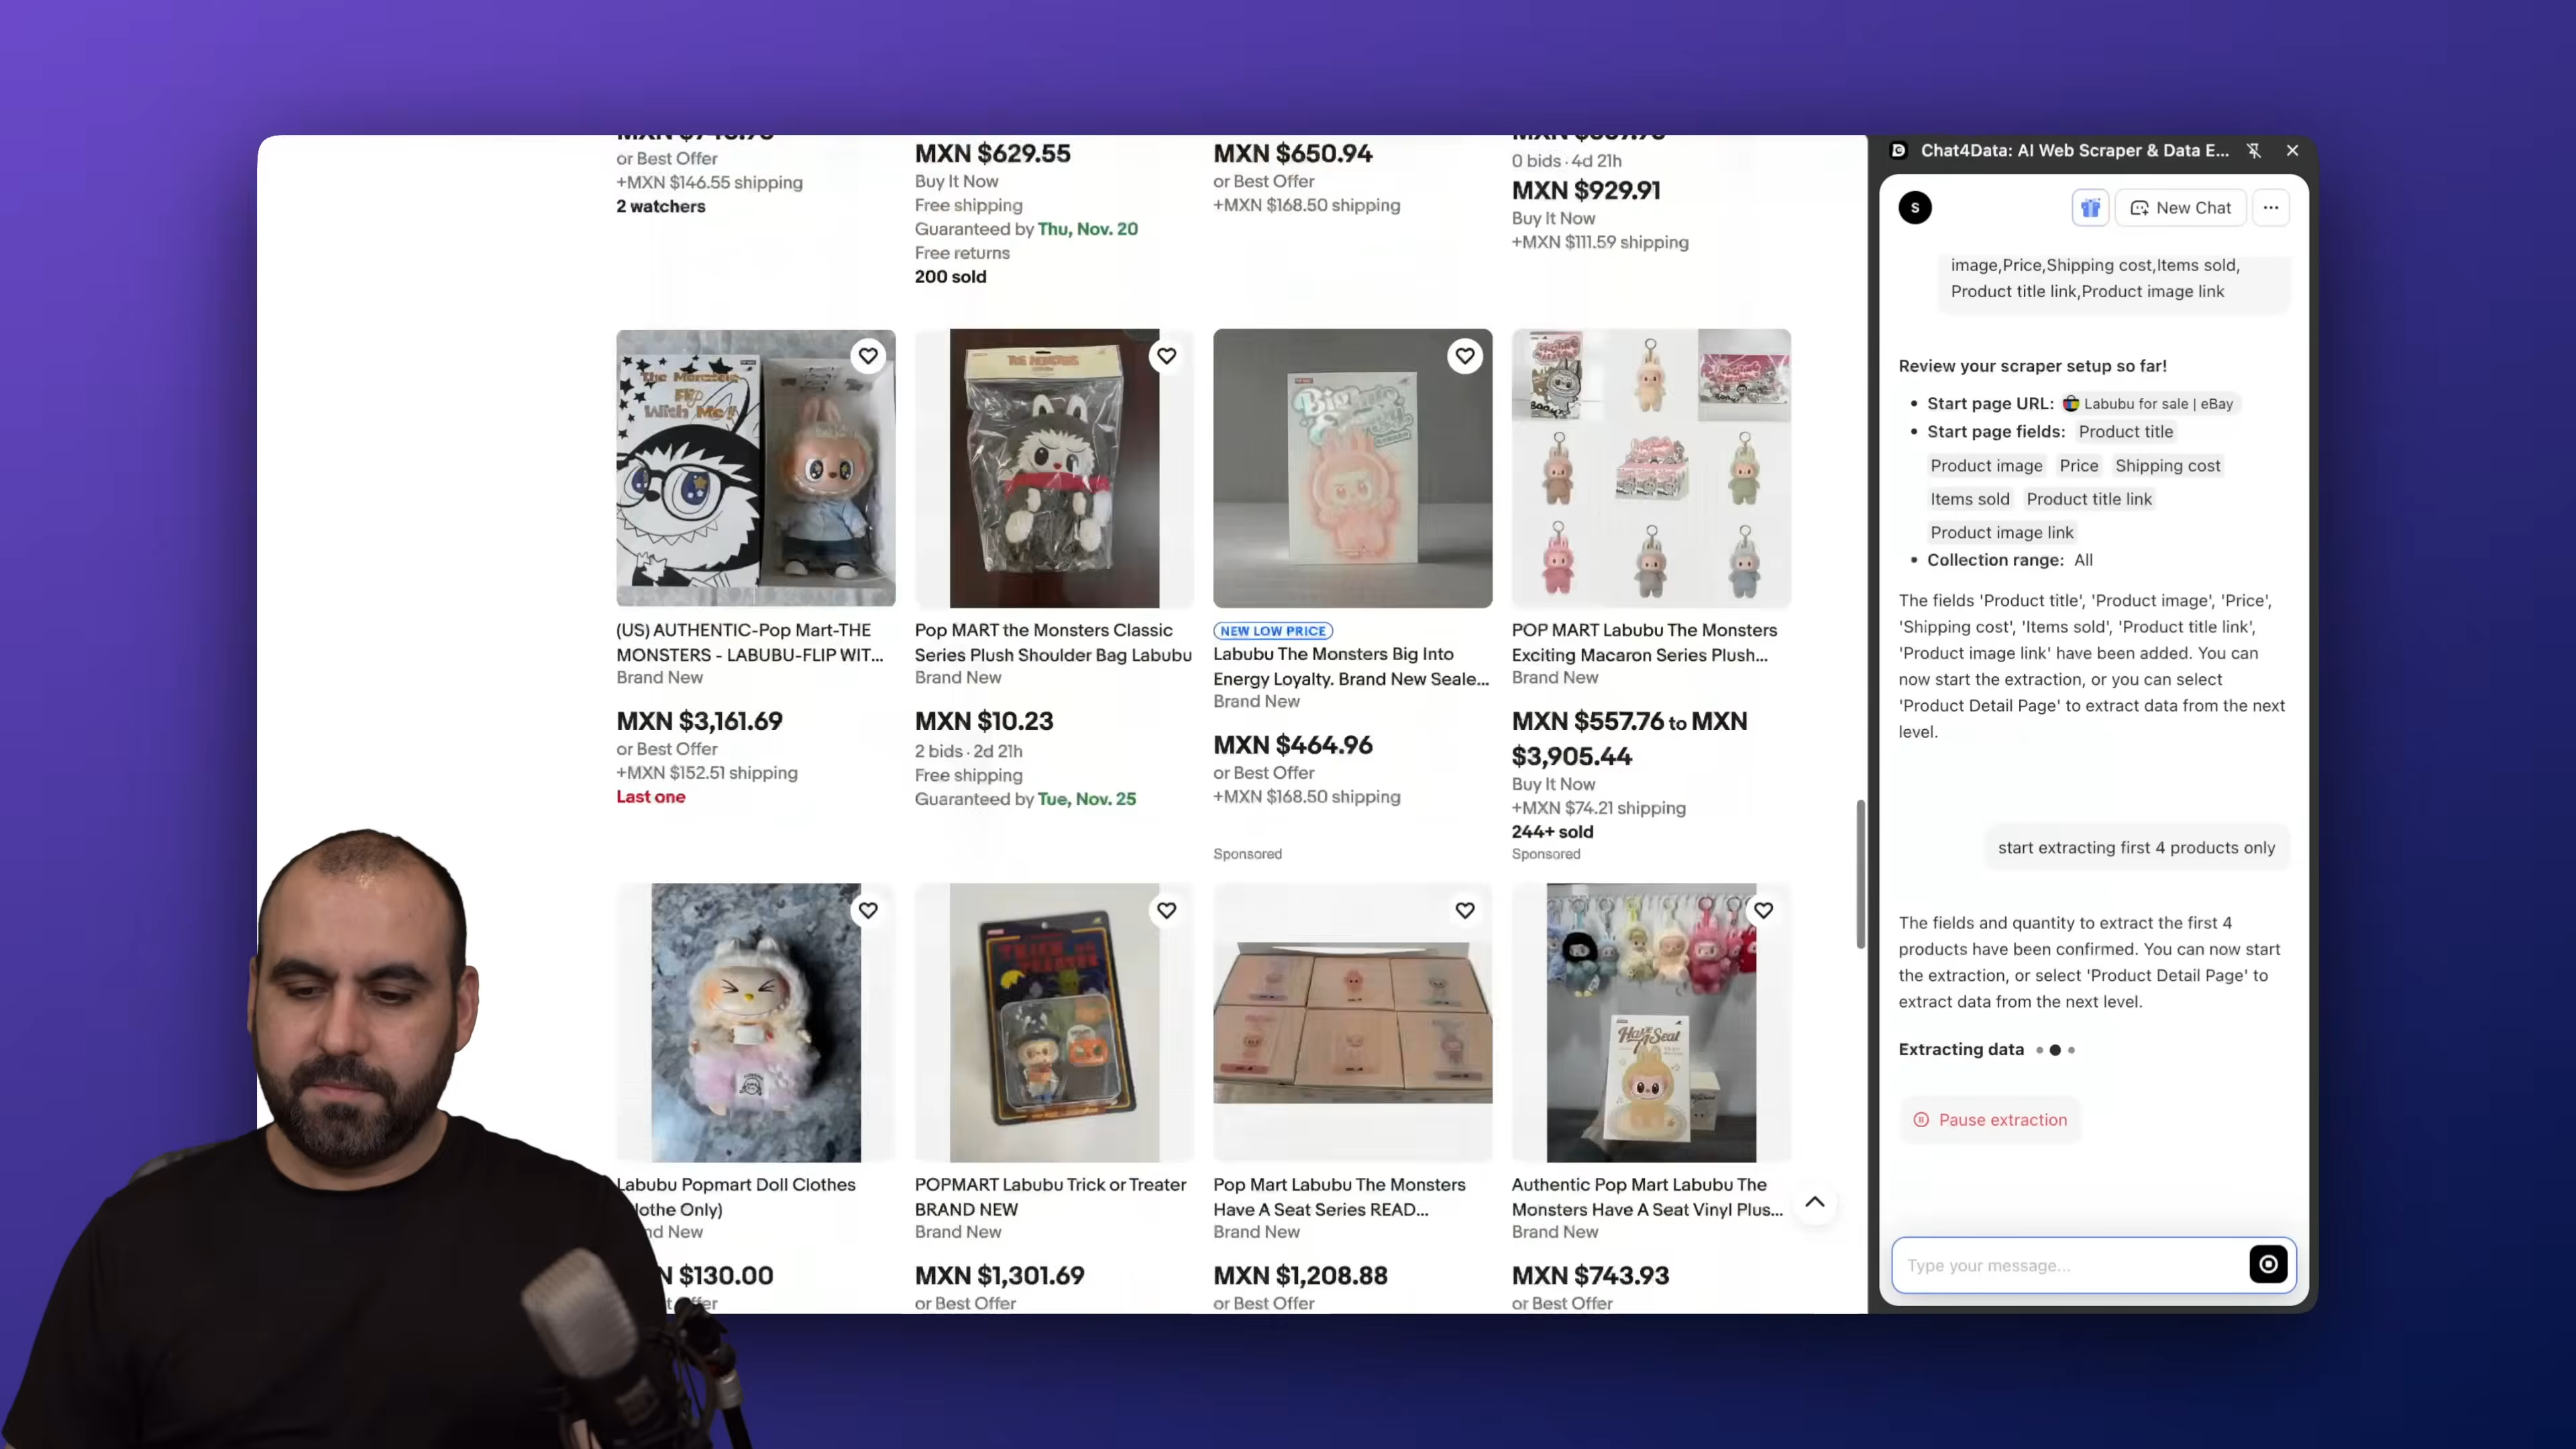 or Best Offer
+MXN $146.55 shipping
2 watchers
MXN $629.55
Buy It Now
Free shipping
Guaranteed by Thu, Nov. 20
Free returns
200 sold
MXN $650.94
or Best Offer
+MXN $168.50 shipping
0 bids · 4d 21h
MXN $929.91
Buy It Now
+MXN $111.59 shipping
The Monsters
Flip
With Me!
(US) AUTHENTIC-Pop Mart-THE
MONSTERS - LABUBU-FLIP WIT...
Brand New
MXN $3,161.69
or Best Offer
+MXN $152.51 shipping
Last one
THE MONSTERS
Pop MART the Monsters Classic
Series Plush Shoulder Bag Labubu
Brand New
MXN $10.23
2 bids · 2d 21h
Free shipping
Guaranteed by Tue, Nov. 25
NEW LOW PRICE
Labubu The Monsters Big Into
Energy Loyalty. Brand New Seale...
Brand New
MXN $464.96
or Best Offer
+MXN $168.50 shipping
Sponsored
POP MART Labubu The Monsters
Exciting Macaron Series Plush...
Brand New
MXN $557.76 to MXN
$3,905.44
Buy It Now
+MXN $74.21 shipping
244+ sold
Sponsored
Labubu Popmart Doll Clothes
lothe Only)
nd New
$130.00
POPMART Labubu Trick or Treater
BRAND NEW
Brand New
MXN $1,301.69
or Best Offer
Pop Mart Labubu The Monsters
Have A Seat Series READ...
Brand New
MXN $1,208.88
or Best Offer
Have A Seat
Authentic Pop Mart Labubu The
Monsters Have A Seat Vinyl Plus...
Brand New
MXN $743.93
or Best Offer
Chat4Data: AI Web Scraper & Data E...
S
New Chat
image,Price,Shipping cost,Items sold,
Product title link,Product image link
Review your scraper setup so far!
• Start page URL: Labubu for sale | eBay
• Start page fields: Product title
Product image Price Shipping cost
Items sold Product title link
Product image link
• Collection range: All
The fields 'Product title', 'Product image', 'Price',
'Shipping cost', 'Items sold', 'Product title link',
'Product image link' have been added. You can
now start the extraction, or you can select
'Product Detail Page' to extract data from the next
level.
start extracting first 4 products only
The fields and quantity to extract the first 4
products have been confirmed. You can now start
the extraction, or select 'Product Detail Page' to
extract data from the next level.
Extracting data
Pause extraction
Type your message...